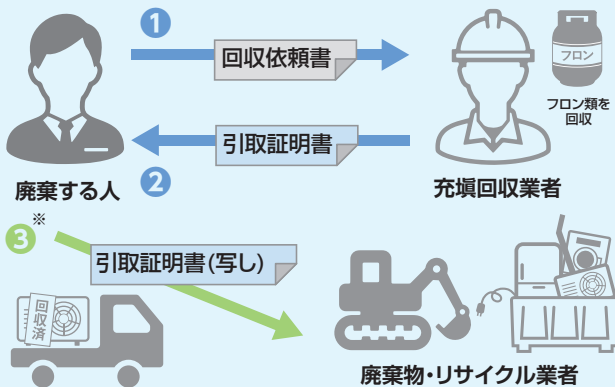 1
回収依頼書
フロン
フロン類を
回収
引取証明書
2
廃棄する人
充塡回収業者
3
※
引取証明書(写し)
回収済
廃棄物・リサイクル業者